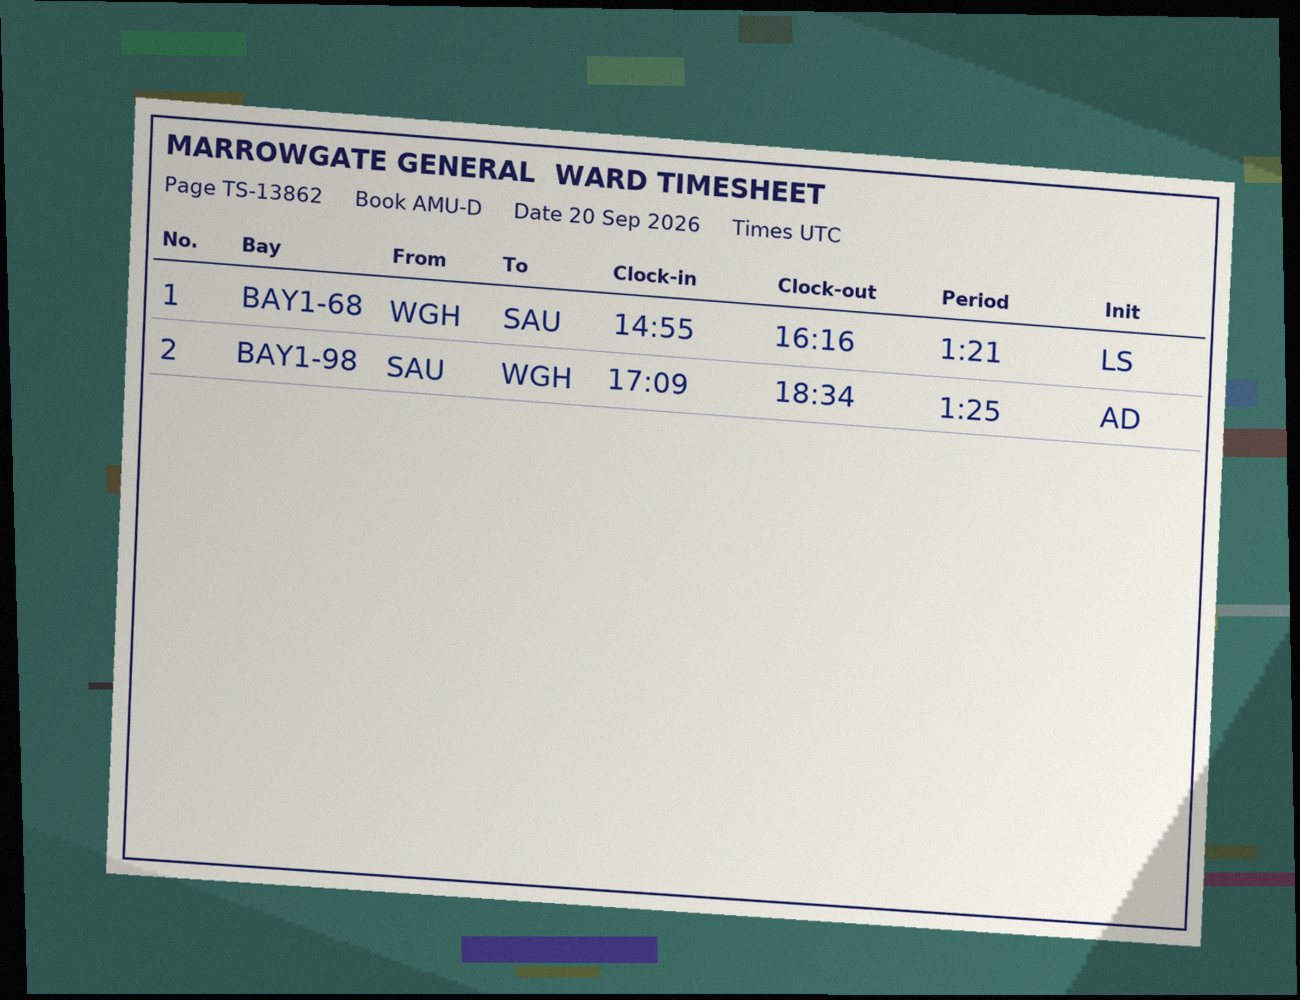 MARROWGATE GENERAL WARD TIMESHEET
Page TS-13862 Book AMU-D Date 20 Sep 2026 Times UTC
No. Bay From To Clock-in Clock-out Period Init
1 BAY1-68 WGH SAU 14:55 16:16 1:21 LS
2 BAY1-98 SAU WGH 17:09 18:34 1:25 AD